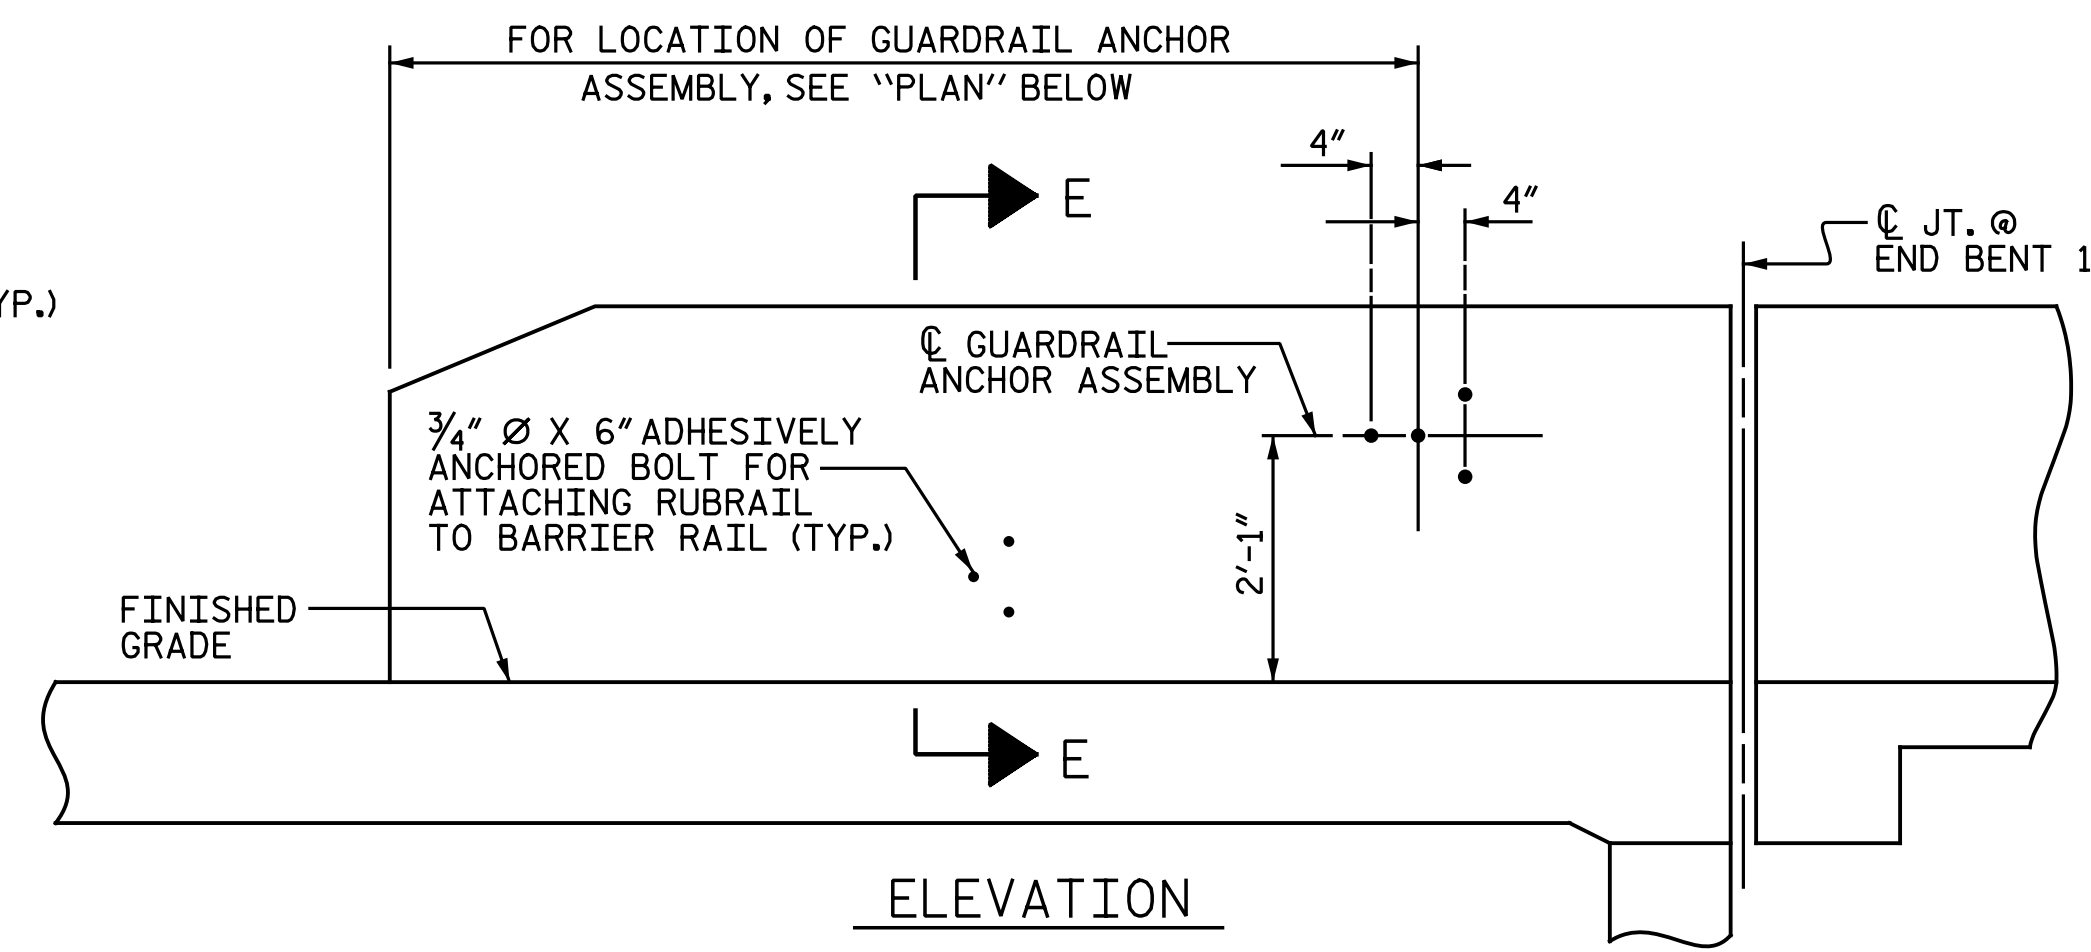 FOR LOCATION OF GUARDRAIL ANCHOR
ASSEMBLY, SEE "PLAN" BELOW
4"
E
4"
℄ JT. @
END BENT 1
YP.)
℄ GUARDRAIL
ANCHOR ASSEMBLY
3/4" Ø X 6" ADHESIVELY
ANCHORED BOLT FOR
ATTACHING RUBRAIL
TO BARRIER RAIL (TYP.)
2'-1"
FINISHED
GRADE
E
ELEVATION